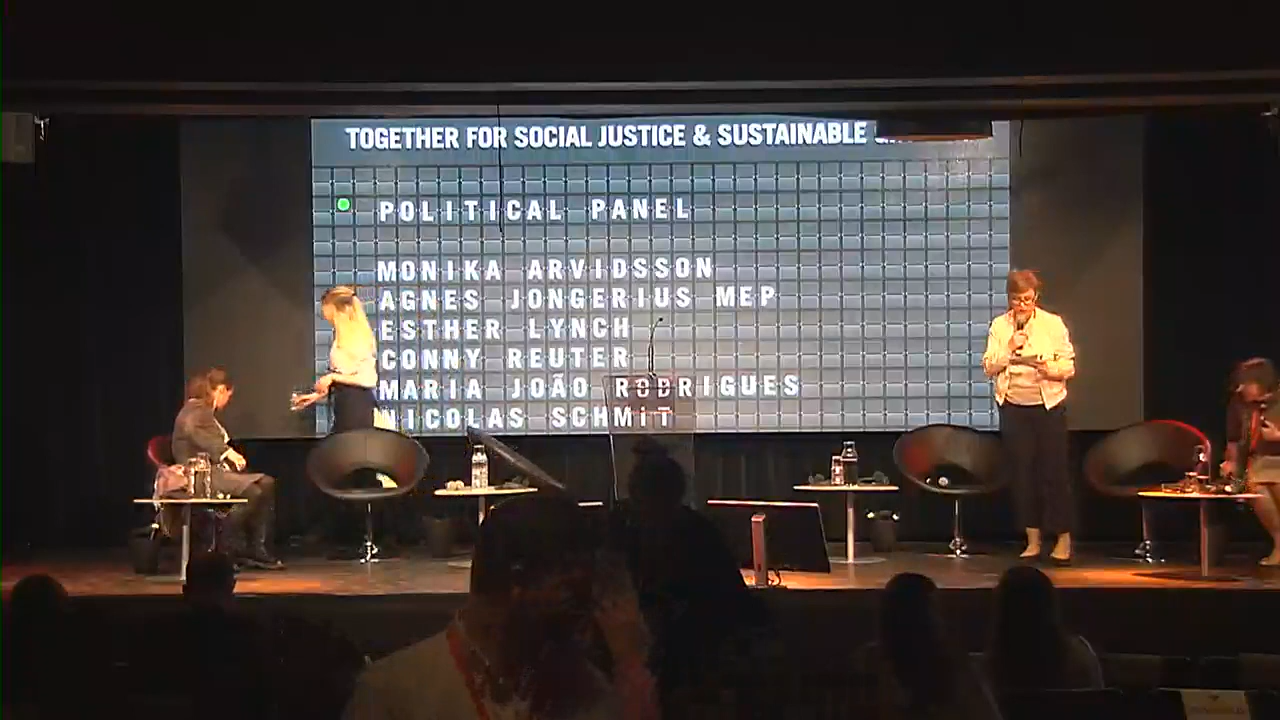 TOGETHER FOR SOCIAL JUSTICE & SUSTAINABLE
POLITICAL PANEL
MONIKA ARVIDSSON
AGNES JONGERIUS MEP
ESTHER LYNCH
CONNY REUTER
MARIA JOÃO RODRIGUES
NICOLAS SCHMIT